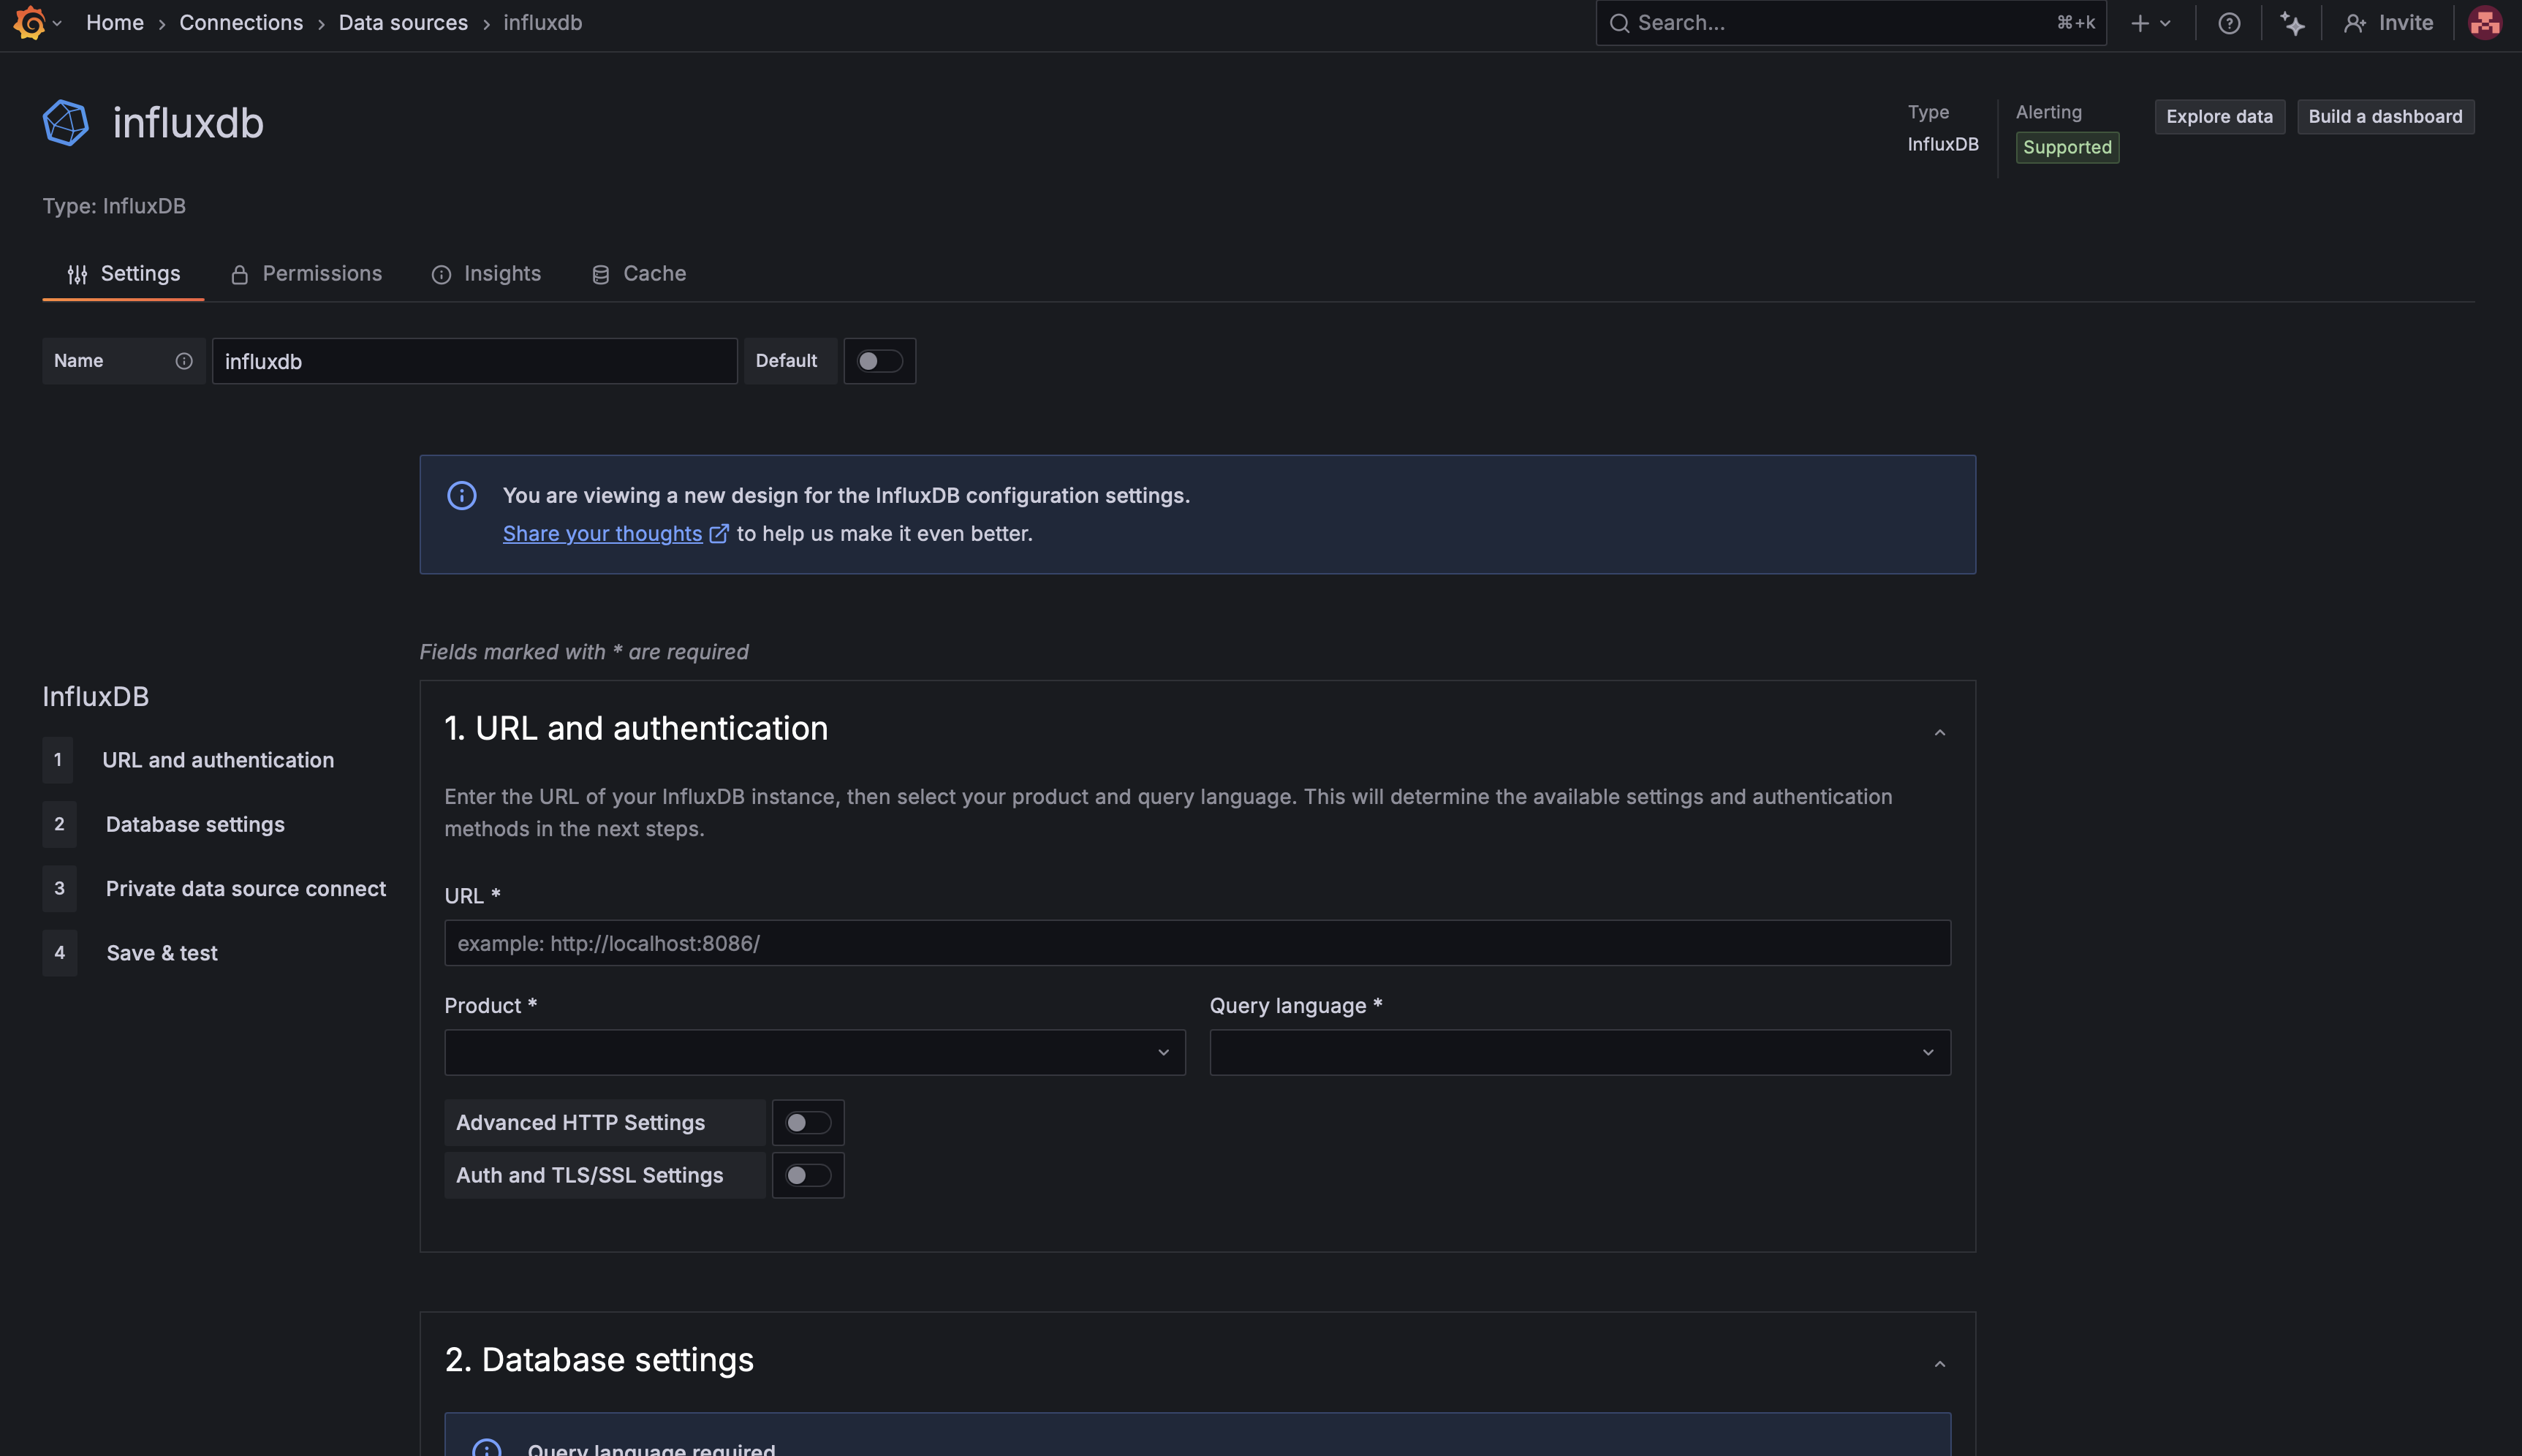 Home › Connections › Data sources › influxdb
Search... ⌘+k
Invite
influxdb
Type
InfluxDB
Alerting
Supported
Explore data
Build a dashboard
Type: InfluxDB
Settings
Permissions
Insights
Cache
Name
influxdb
Default
You are viewing a new design for the InfluxDB configuration settings.
Share your thoughts to help us make it even better.
Fields marked with * are required
InfluxDB
1 URL and authentication
2 Database settings
3 Private data source connect
4 Save & test
1. URL and authentication
Enter the URL of your InfluxDB instance, then select your product and query language. This will determine the available settings and authentication
methods in the next steps.
URL *
example: http://localhost:8086/
Product *
Query language *
Advanced HTTP Settings
Auth and TLS/SSL Settings
2. Database settings
Query language required